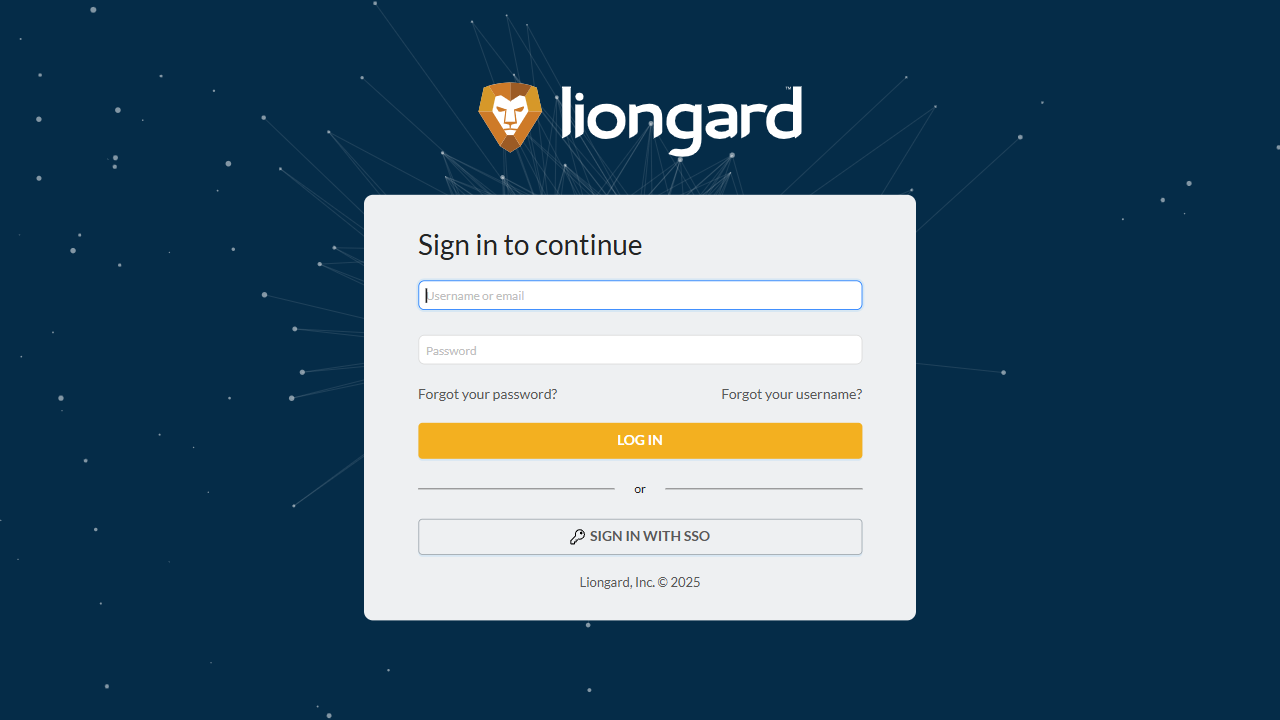 liongard™
Sign in to continue
Username or email
Password
Forgot your password? Forgot your username?
LOG IN
or
SIGN IN WITH SSO
Liongard, Inc. © 2025